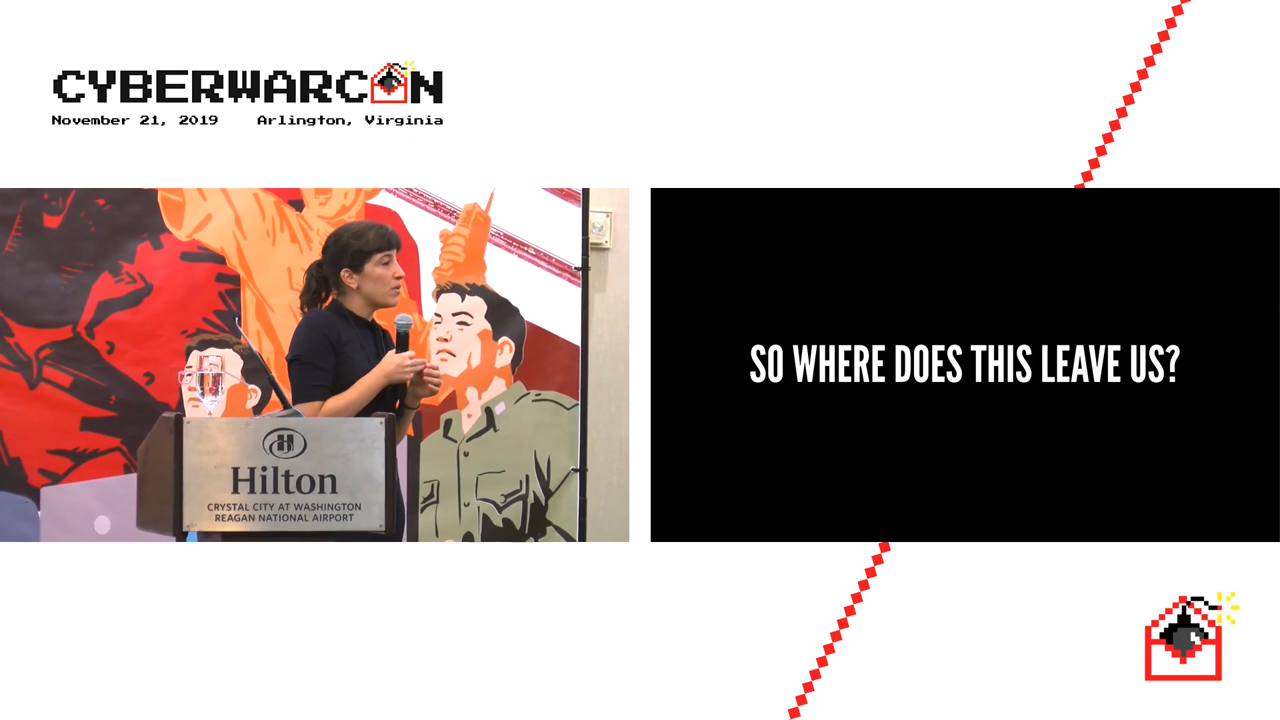 CYBERWARCON
November 21, 2019 Arlington, Virginia
Hilton
CRYSTAL CITY AT WASHINGTON
REAGAN NATIONAL AIRPORT
SO WHERE DOES THIS LEAVE US?